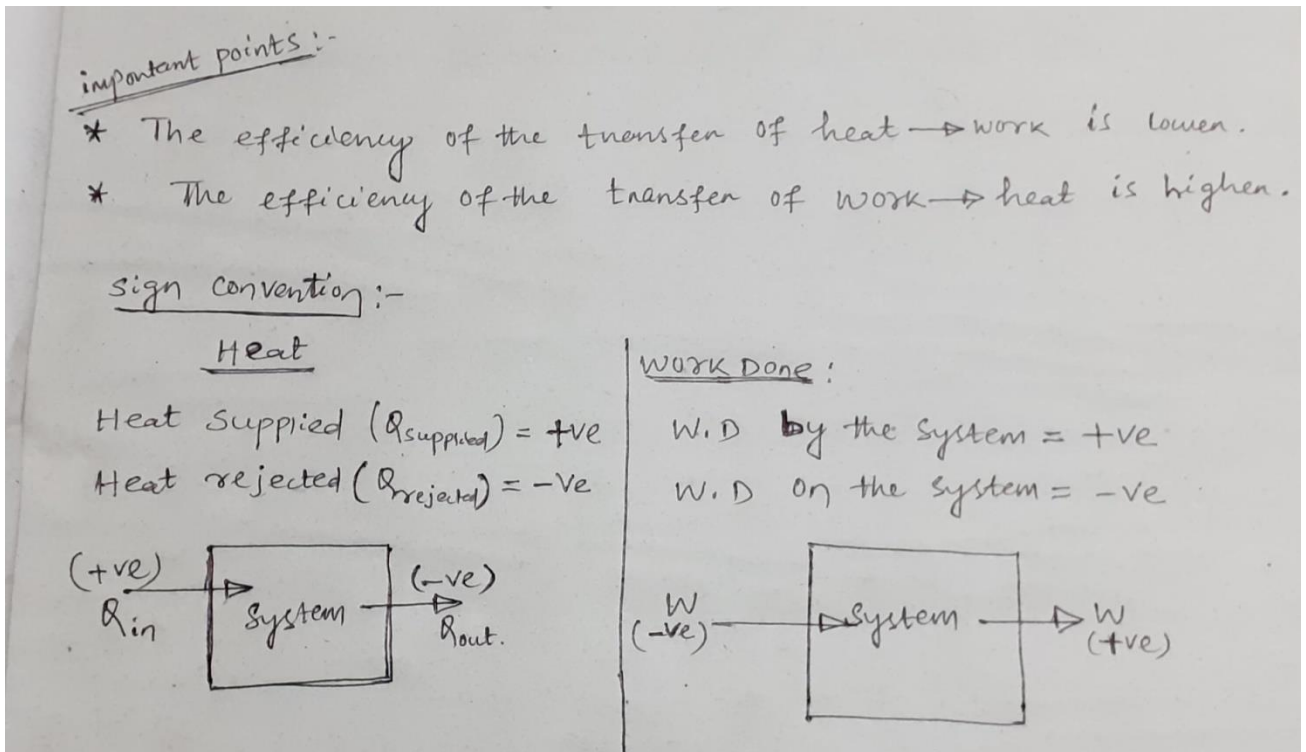 important points :-
* The efficiency of the transfer of heat → work is lower.
* The efficiency of the transfer of work → heat is higher.
sign convention :-
Heat
Heat supplied (Qsupplied) = +ve
Heat rejected (Qrejected) = -ve
(+ve)
Qin
System
(-ve)
Qout.
Work Done :
W.D by the system = +ve
W.D on the system = -ve
W
(-ve)
System
W
(+ve)